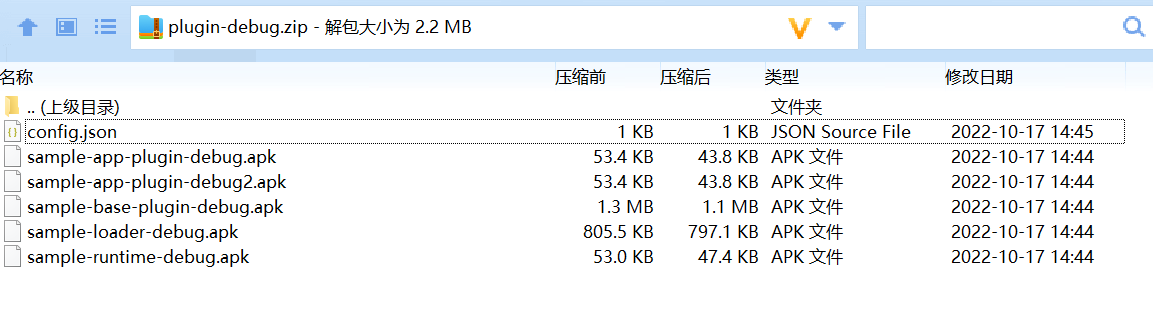 plugin-debug.zip - 解包大小为 2.2 MB
名称 压缩前 压缩后 类型 修改日期
.. (上级目录) 文件夹
config.json 1 KB 1 KB JSON Source File 2022-10-17 14:45
sample-app-plugin-debug.apk 53.4 KB 43.8 KB APK 文件 2022-10-17 14:44
sample-app-plugin-debug2.apk 53.4 KB 43.8 KB APK 文件 2022-10-17 14:44
sample-base-plugin-debug.apk 1.3 MB 1.1 MB APK 文件 2022-10-17 14:44
sample-loader-debug.apk 805.5 KB 797.1 KB APK 文件 2022-10-17 14:44
sample-runtime-debug.apk 53.0 KB 47.4 KB APK 文件 2022-10-17 14:44